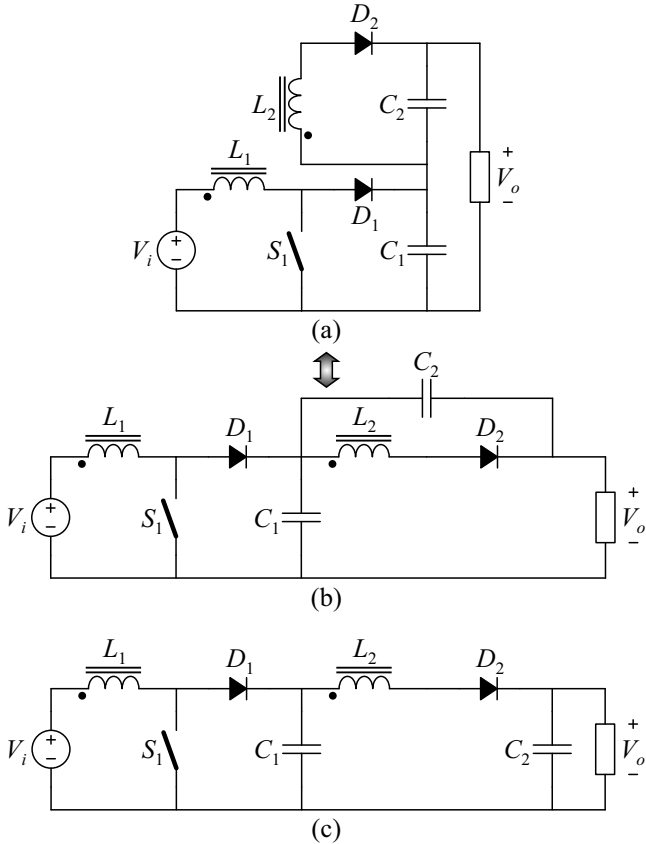 D2
L2
C2
L1
D1
+
Vo
−
Vi
+
−
S1
C1
(a)
C2
L1
D1
L2
D2
Vi
+
−
S1
C1
+
Vo
−
(b)
L1
D1
L2
D2
Vi
+
−
S1
C1
C2
+
Vo
−
(c)